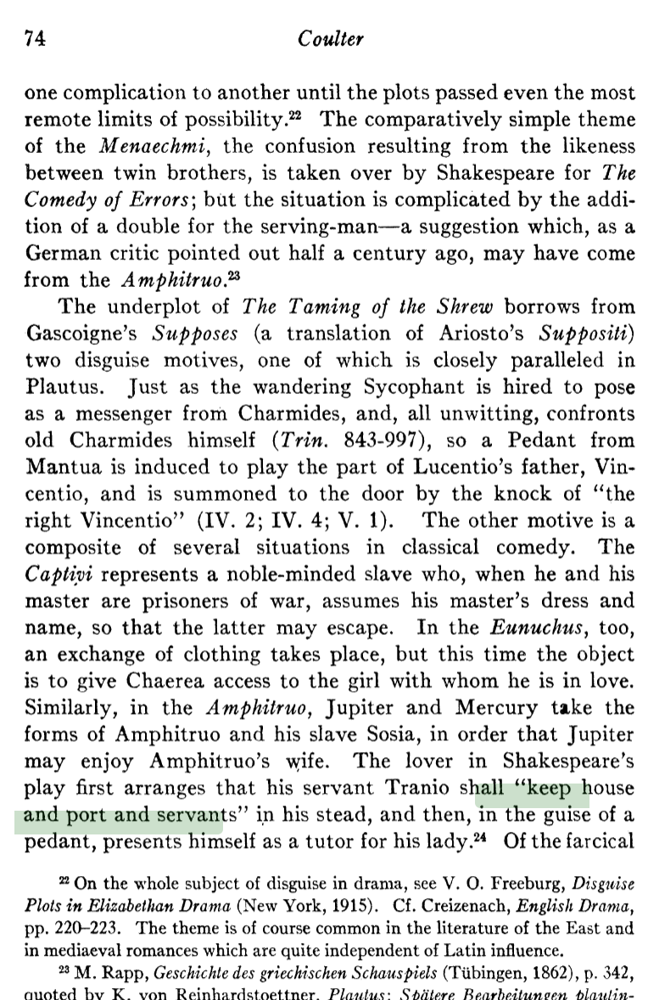 74 Coulter
one complication to another until the plots passed even the most
remote limits of possibility.²² The comparatively simple theme
of the Menaechmi, the confusion resulting from the likeness
between twin brothers, is taken over by Shakespeare for The
Comedy of Errors; but the situation is complicated by the addi-
tion of a double for the serving-man—a suggestion which, as a
German critic pointed out half a century ago, may have come
from the Amphitruo.²³
The underplot of The Taming of the Shrew borrows from
Gascoigne's Supposes (a translation of Ariosto's Suppositi)
two disguise motives, one of which is closely paralleled in
Plautus. Just as the wandering Sycophant is hired to pose
as a messenger from Charmides, and, all unwitting, confronts
old Charmides himself (Trin. 843-997), so a Pedant from
Mantua is induced to play the part of Lucentio's father, Vin-
centio, and is summoned to the door by the knock of "the
right Vincentio" (IV. 2; IV. 4; V. 1). The other motive is a
composite of several situations in classical comedy. The
Captivi represents a noble-minded slave who, when he and his
master are prisoners of war, assumes his master's dress and
name, so that the latter may escape. In the Eunuchus, too,
an exchange of clothing takes place, but this time the object
is to give Chaerea access to the girl with whom he is in love.
Similarly, in the Amphitruo, Jupiter and Mercury take the
forms of Amphitruo and his slave Sosia, in order that Jupiter
may enjoy Amphitruo's wife. The lover in Shakespeare's
play first arranges that his servant Tranio shall "keep house
and port and servants" in his stead, and then, in the guise of a
pedant, presents himself as a tutor for his lady.²⁴ Of the farcical
²² On the whole subject of disguise in drama, see V. O. Freeburg, Disguise
Plots in Elizabethan Drama (New York, 1915). Cf. Creizenach, English Drama,
pp. 220–223. The theme is of course common in the literature of the East and
in mediaeval romances which are quite independent of Latin influence.
²³ M. Rapp, Geschichte des griechischen Schauspiels (Tübingen, 1862), p. 342,
quoted by K. von Reinhardstoettner, Plautus: Spätere Bearbeitungen plautin-